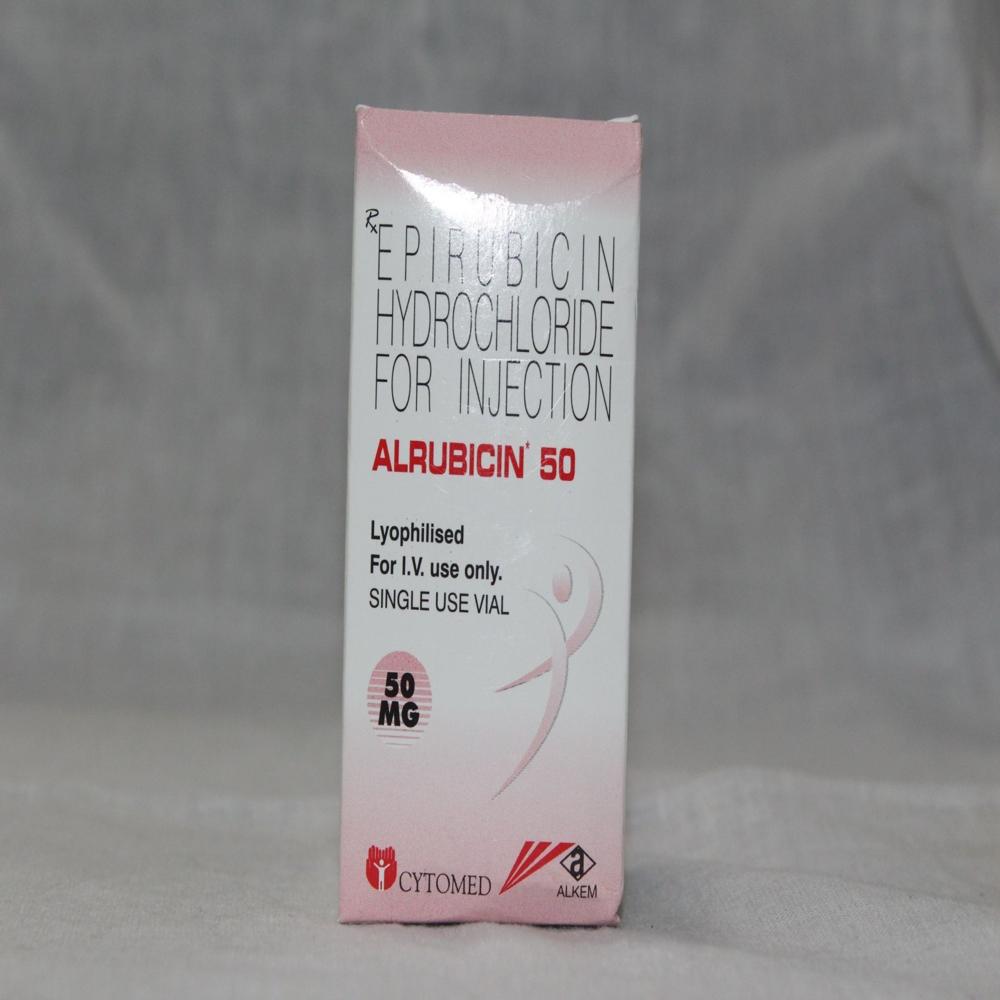 Rx
EPIRUBICIN
HYDROCHLORIDE
FOR INJECTION
ALRUBICIN* 50
Lyophilised
For I.V. use only.
SINGLE USE VIAL
50
MG
CYTOMED
a
ALKEM